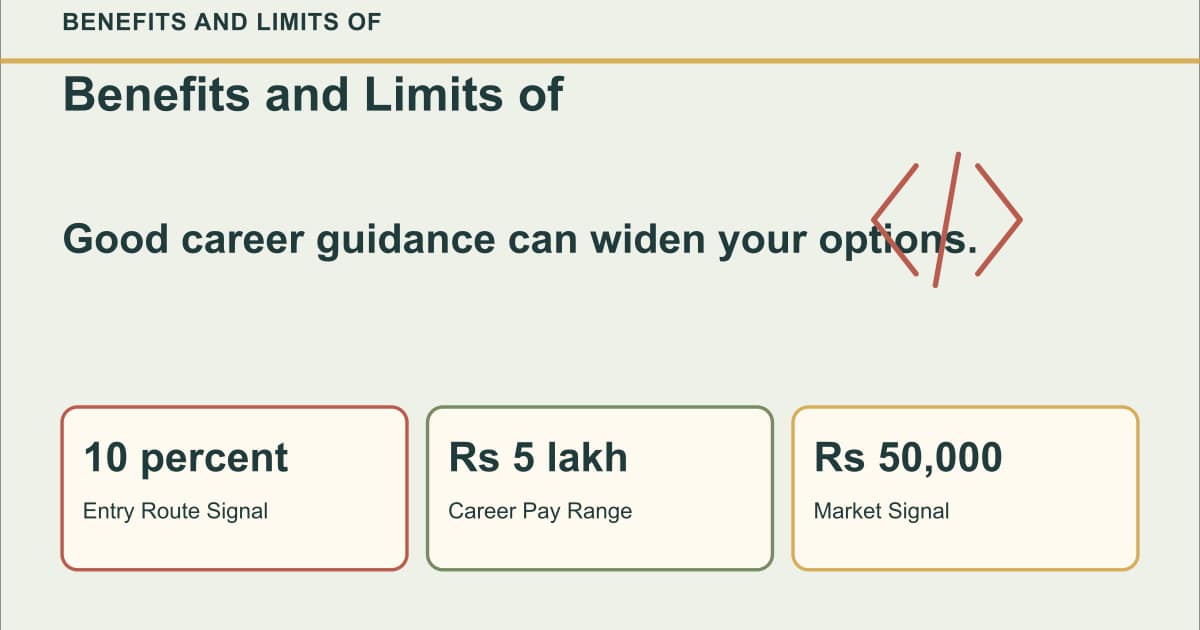 BENEFITS AND LIMITS OF
Benefits and Limits of
Good career guidance can widen your options.
10 percent
Entry Route Signal
Rs 5 lakh
Career Pay Range
Rs 50,000
Market Signal